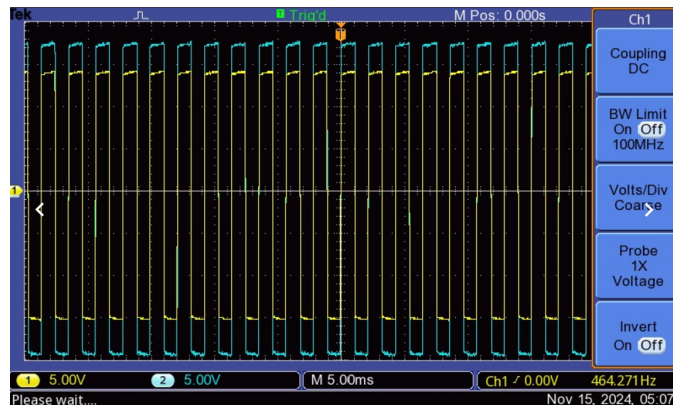 Tek
T Trig'd
M Pos: 0.000s
T
Ch1
Coupling
DC
BW Limit
On Off
100MHz
Volts/Div
Coarse
Probe
1X
Voltage
Invert
On Off
1
1 5.00V
2 5.00V
M 5.00ms
Ch1 0.00V
464.271Hz
Please wait....
Nov 15, 2024, 05:07